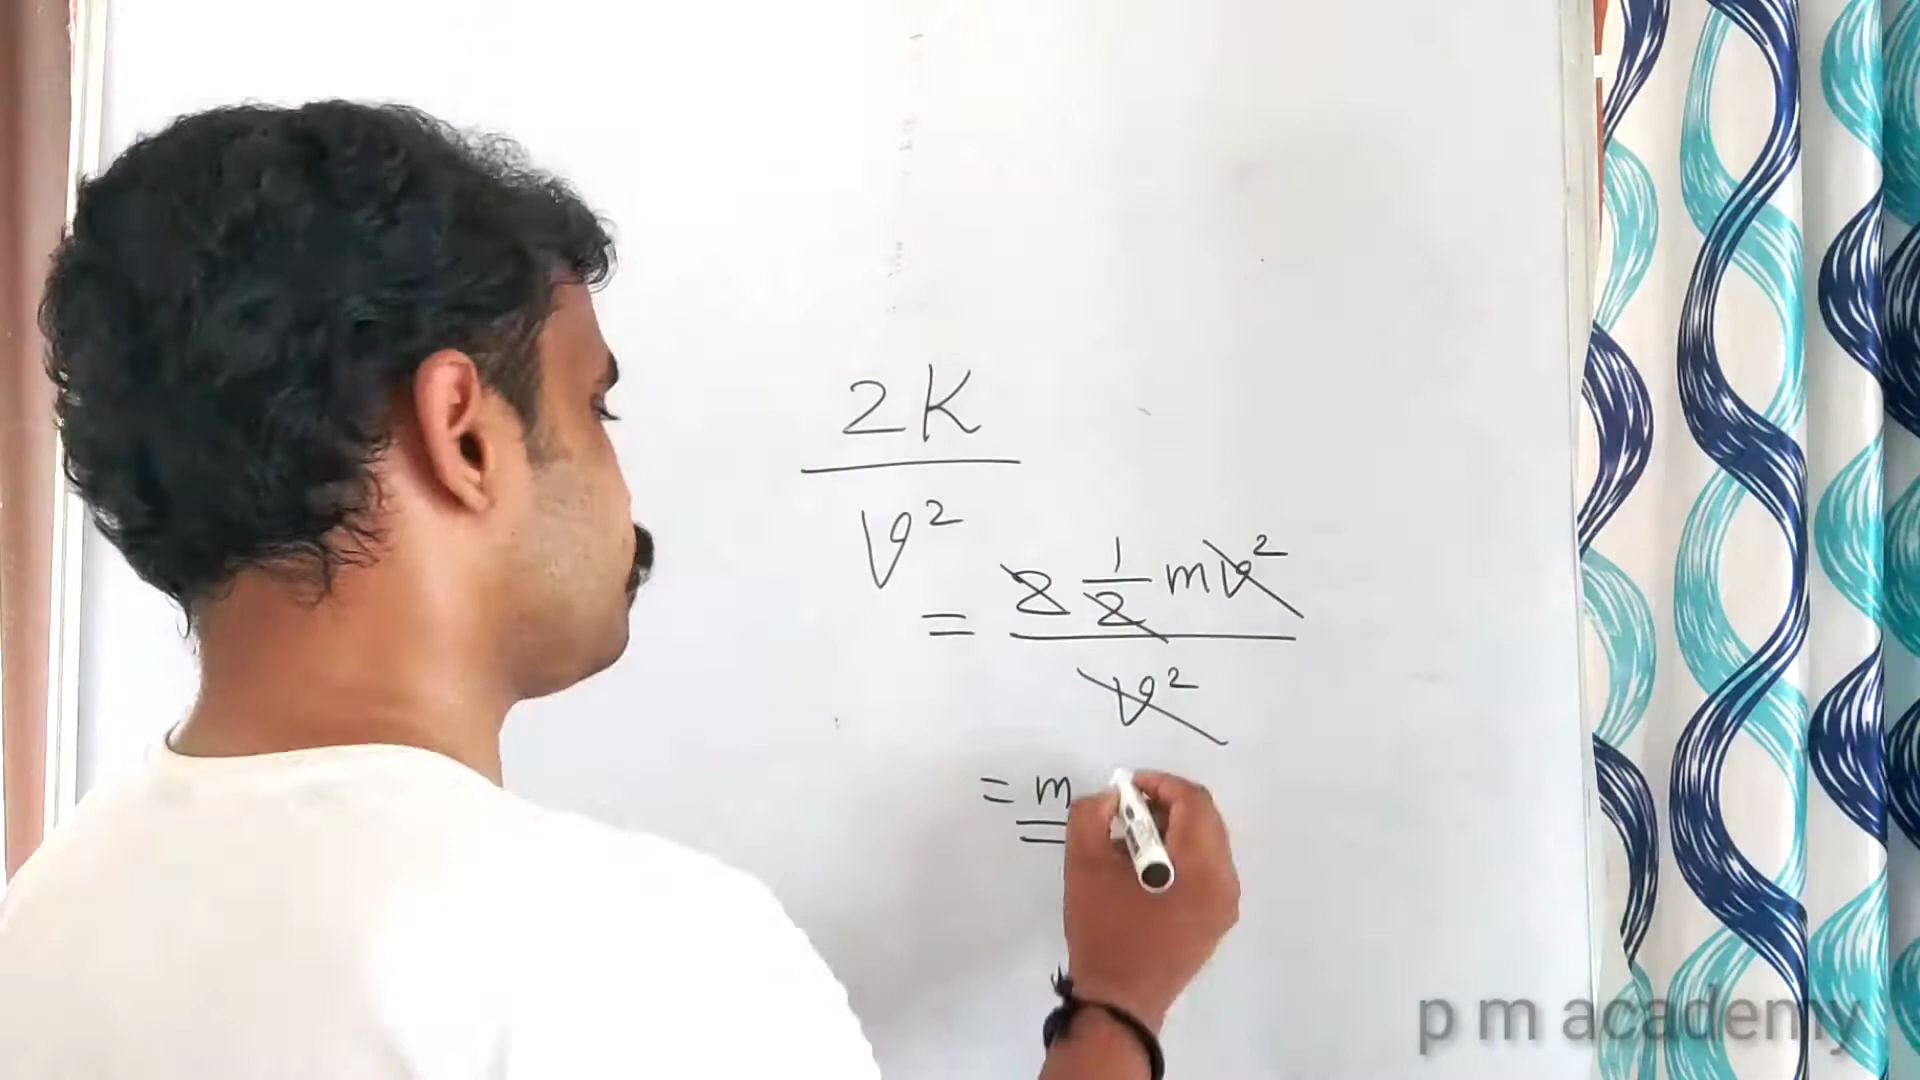 2K
V²
= 2 1/2 mv²
v²
= m
p m academy